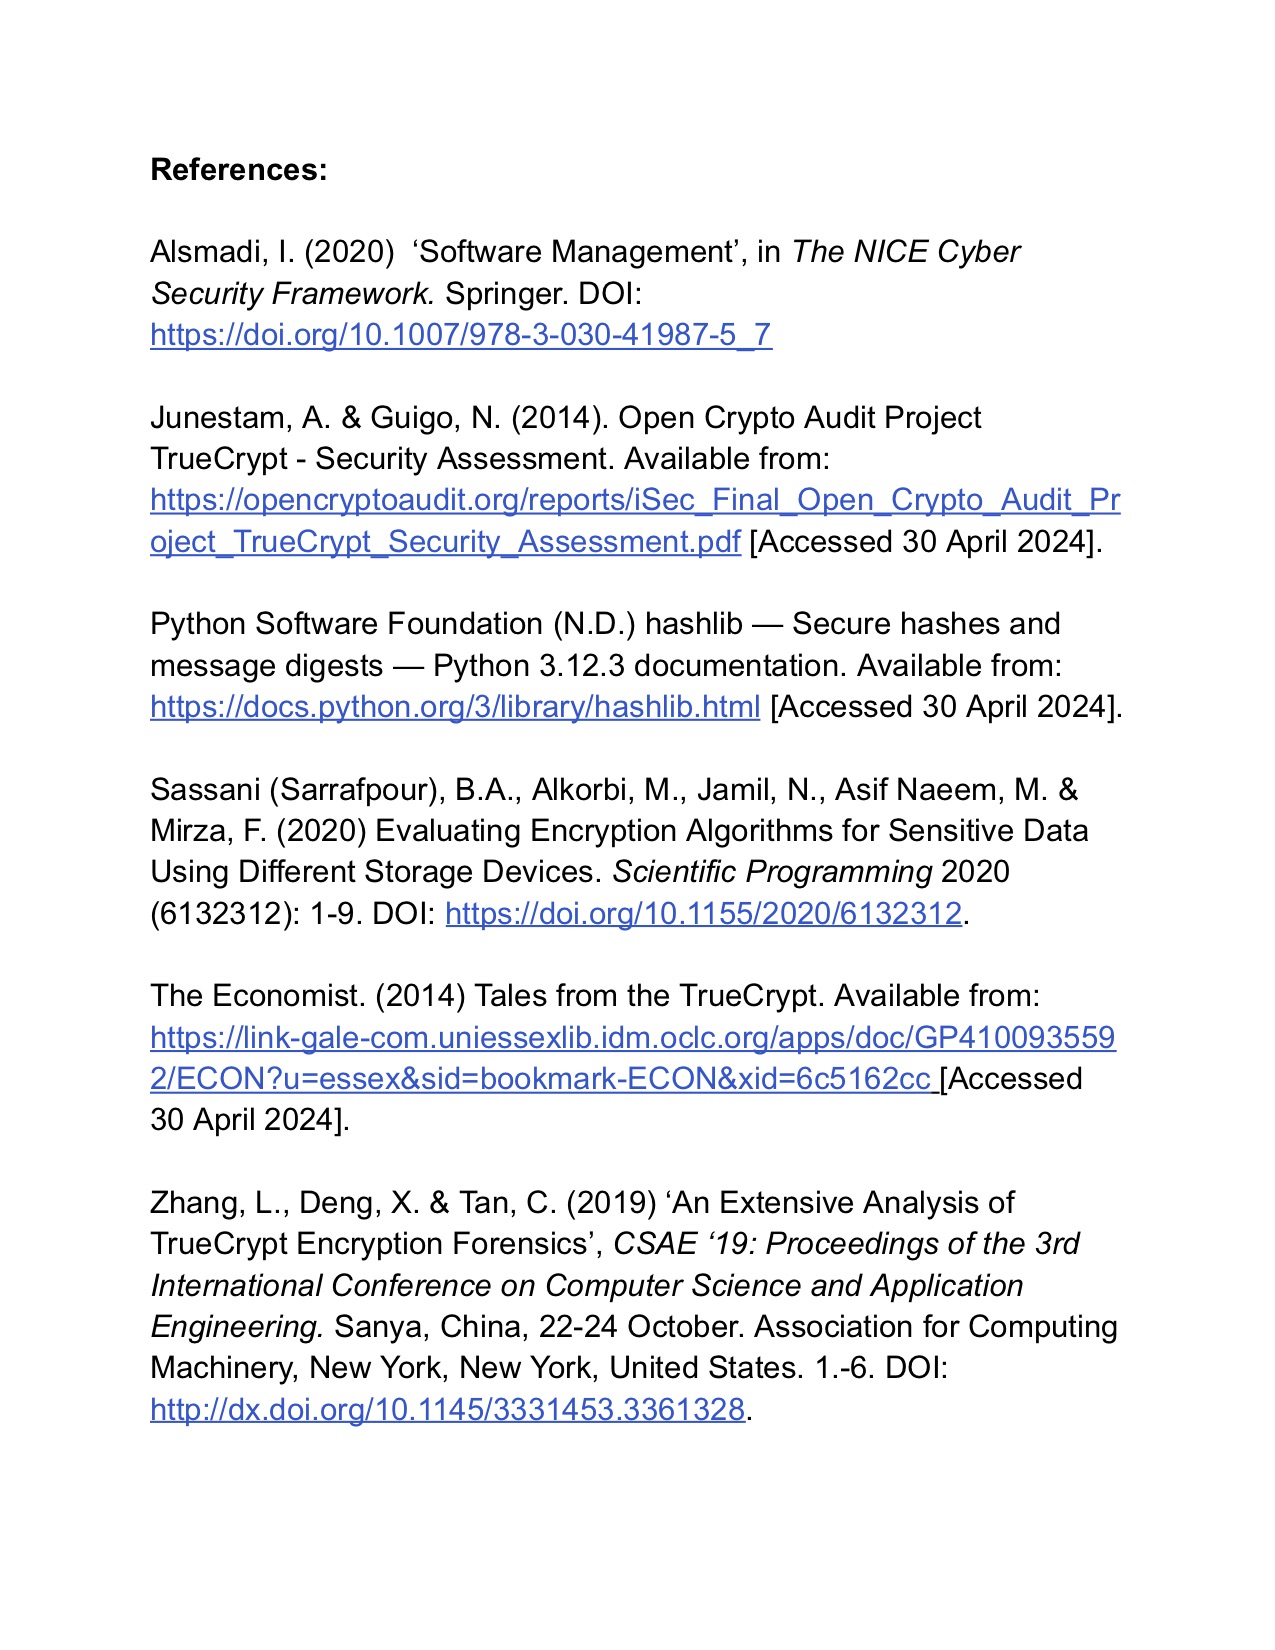 References:
Alsmadi, I. (2020)  ‘Software Management’, in The NICE Cyber
Security Framework. Springer. DOI:
https://doi.org/10.1007/978-3-030-41987-5_7
Junestam, A. & Guigo, N. (2014). Open Crypto Audit Project
TrueCrypt - Security Assessment. Available from:
https://opencryptoaudit.org/reports/iSec_Final_Open_Crypto_Audit_Pr
oject_TrueCrypt_Security_Assessment.pdf [Accessed 30 April 2024].
Python Software Foundation (N.D.) hashlib — Secure hashes and
message digests — Python 3.12.3 documentation. Available from:
https://docs.python.org/3/library/hashlib.html [Accessed 30 April 2024].
Sassani (Sarrafpour), B.A., Alkorbi, M., Jamil, N., Asif Naeem, M. &
Mirza, F. (2020) Evaluating Encryption Algorithms for Sensitive Data
Using Different Storage Devices. Scientific Programming 2020
(6132312): 1-9. DOI: https://doi.org/10.1155/2020/6132312.
The Economist. (2014) Tales from the TrueCrypt. Available from:
https://link-gale-com.uniessexlib.idm.oclc.org/apps/doc/GP410093559
2/ECON?u=essex&sid=bookmark-ECON&xid=6c5162cc [Accessed
30 April 2024].
Zhang, L., Deng, X. & Tan, C. (2019) ‘An Extensive Analysis of
TrueCrypt Encryption Forensics’, CSAE ‘19: Proceedings of the 3rd
International Conference on Computer Science and Application
Engineering. Sanya, China, 22-24 October. Association for Computing
Machinery, New York, New York, United States. 1.-6. DOI:
http://dx.doi.org/10.1145/3331453.3361328.